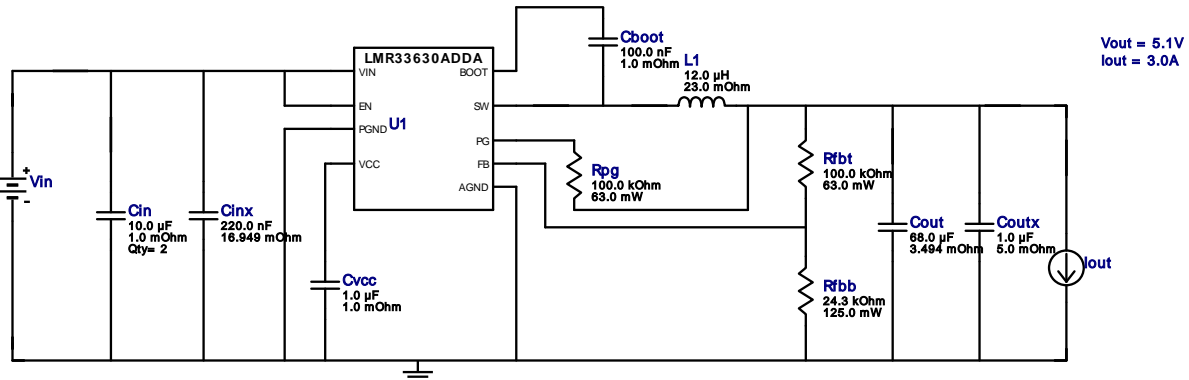 Vout = 5.1V
Iout = 3.0A
Cboot
100.0 nF
1.0 mOhm
L1
12.0 µH
23.0 mOhm
LMR33630ADDA
VIN
BOOT
EN
SW
PGND
U1
PG
VCC
FB
AGND
Rpg
100.0 kOhm
63.0 mW
Rfbt
100.0 kOhm
63.0 mW
+
Vin
-
Cin
10.0 µF
1.0 mOhm
Qty= 2
Cinx
220.0 nF
16.949 mOhm
Cout
68.0 µF
3.494 mOhm
Coutx
1.0 µF
5.0 mOhm
Iout
Cvcc
1.0 µF
1.0 mOhm
Rfbb
24.3 kOhm
125.0 mW